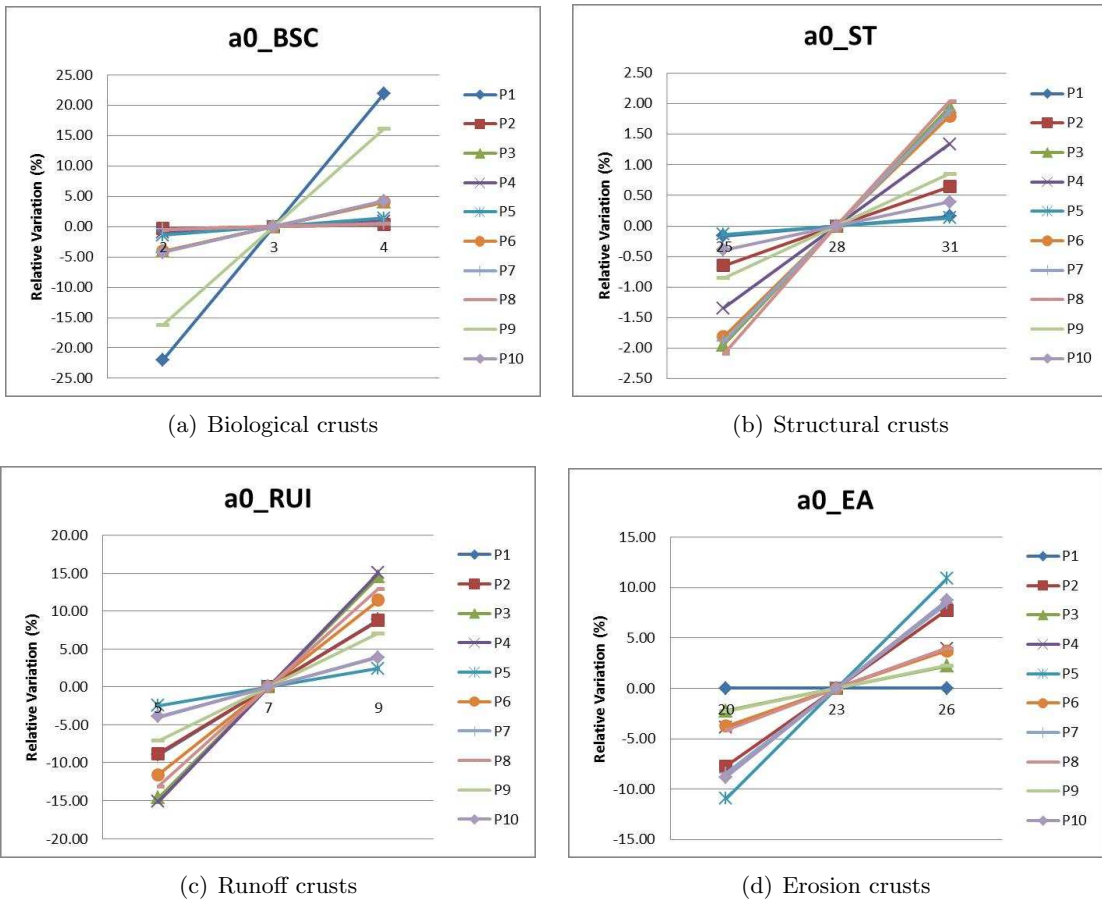 a0_BSC
Relative Variation (%)
25.00
20.00
15.00
10.00
5.00
0.00
-5.00
-10.00
-15.00
-20.00
-25.00
2
3
4
P1
P2
P3
P4
P5
P6
P7
P8
P9
P10
(a) Biological crusts
a0_ST
Relative Variation (%)
2.50
2.00
1.50
1.00
0.50
0.00
-0.50
-1.00
-1.50
-2.00
-2.50
25
28
31
P1
P2
P3
P4
P5
P6
P7
P8
P9
P10
(b) Structural crusts
a0_RUI
Relative Variation (%)
20.00
15.00
10.00
5.00
0.00
-5.00
-10.00
-15.00
-20.00
5
7
9
P1
P2
P3
P4
P5
P6
P7
P8
P9
P10
(c) Runoff crusts
a0_EA
Relative Variation (%)
15.00
10.00
5.00
0.00
-5.00
-10.00
-15.00
20
23
26
P1
P2
P3
P4
P5
P6
P7
P8
P9
P10
(d) Erosion crusts